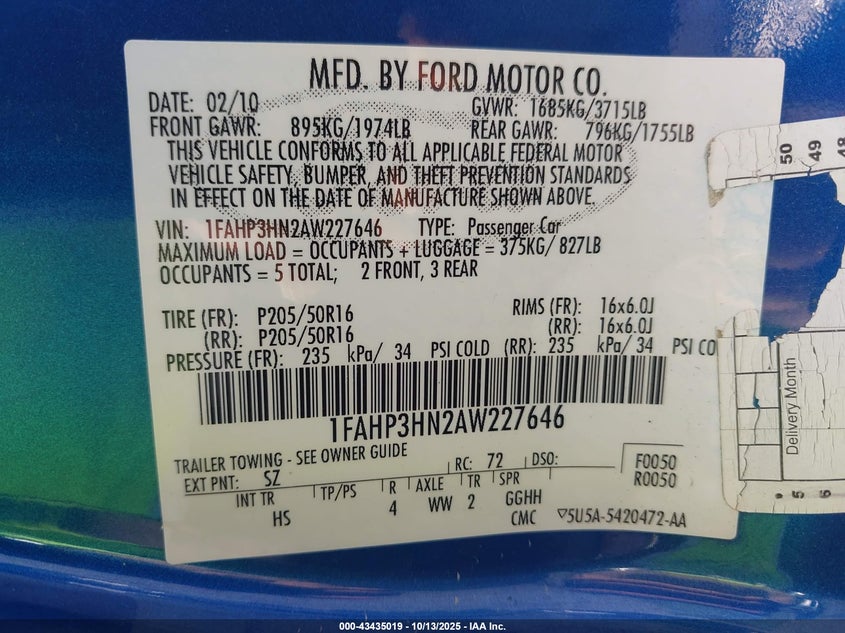 MFD. BY FORD MOTOR CO.
DATE: 02/10 GVWR: 1685KG/3715LB
FRONT GAWR: 895KG/1974LB REAR GAWR: 796KG/1755LB
THIS VEHICLE CONFORMS TO ALL APPLICABLE FEDERAL MOTOR
VEHICLE SAFETY, BUMPER, AND THEFT PREVENTION STANDARDS
IN EFFECT ON THE DATE OF MANUFACTURE SHOWN ABOVE.
VIN: 1FAHP3HN2AW227646 TYPE: Passenger Car
MAXIMUM LOAD = OCCUPANTS + LUGGAGE = 375KG/ 827LB
OCCUPANTS = 5 TOTAL; 2 FRONT, 3 REAR
TIRE (FR): P205/50R16 RIMS (FR): 16x6.0J
(RR): P205/50R16 (RR): 16x6.0J
PRESSURE (FR): 235 kPa/ 34 PSI COLD (RR): 235 kPa/ 34 PSI CO
1FAHP3HN2AW227646
TRAILER TOWING - SEE OWNER GUIDE
EXT PNT: SZ RC: 72 DSO: F0050
R0050
INT TR TP/PS R AXLE TR SPR
HS 4 WW 2 GGHH
CMC ▽5U5A-5420472-AA
50
49
48
Delivery Month
5
6
000-43435019 - 10/13/2025 - IAA Inc.